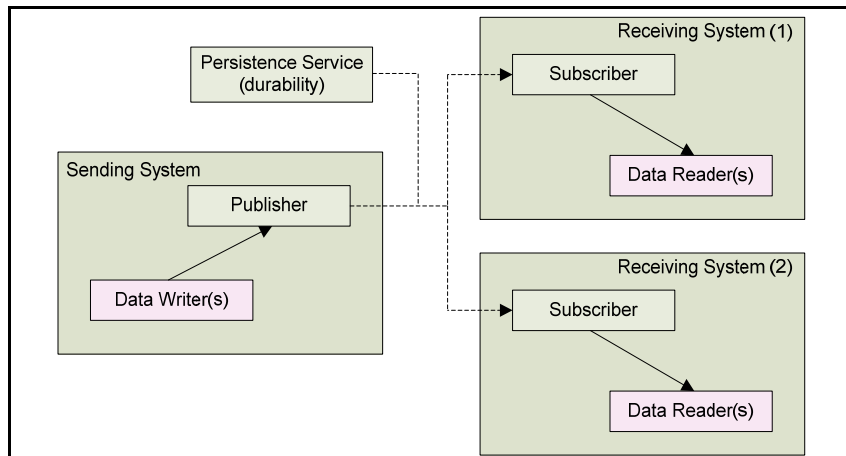 Persistence Service
(durability)
Sending System
Publisher
Data Writer(s)
Receiving System (1)
Subscriber
Data Reader(s)
Receiving System (2)
Subscriber
Data Reader(s)